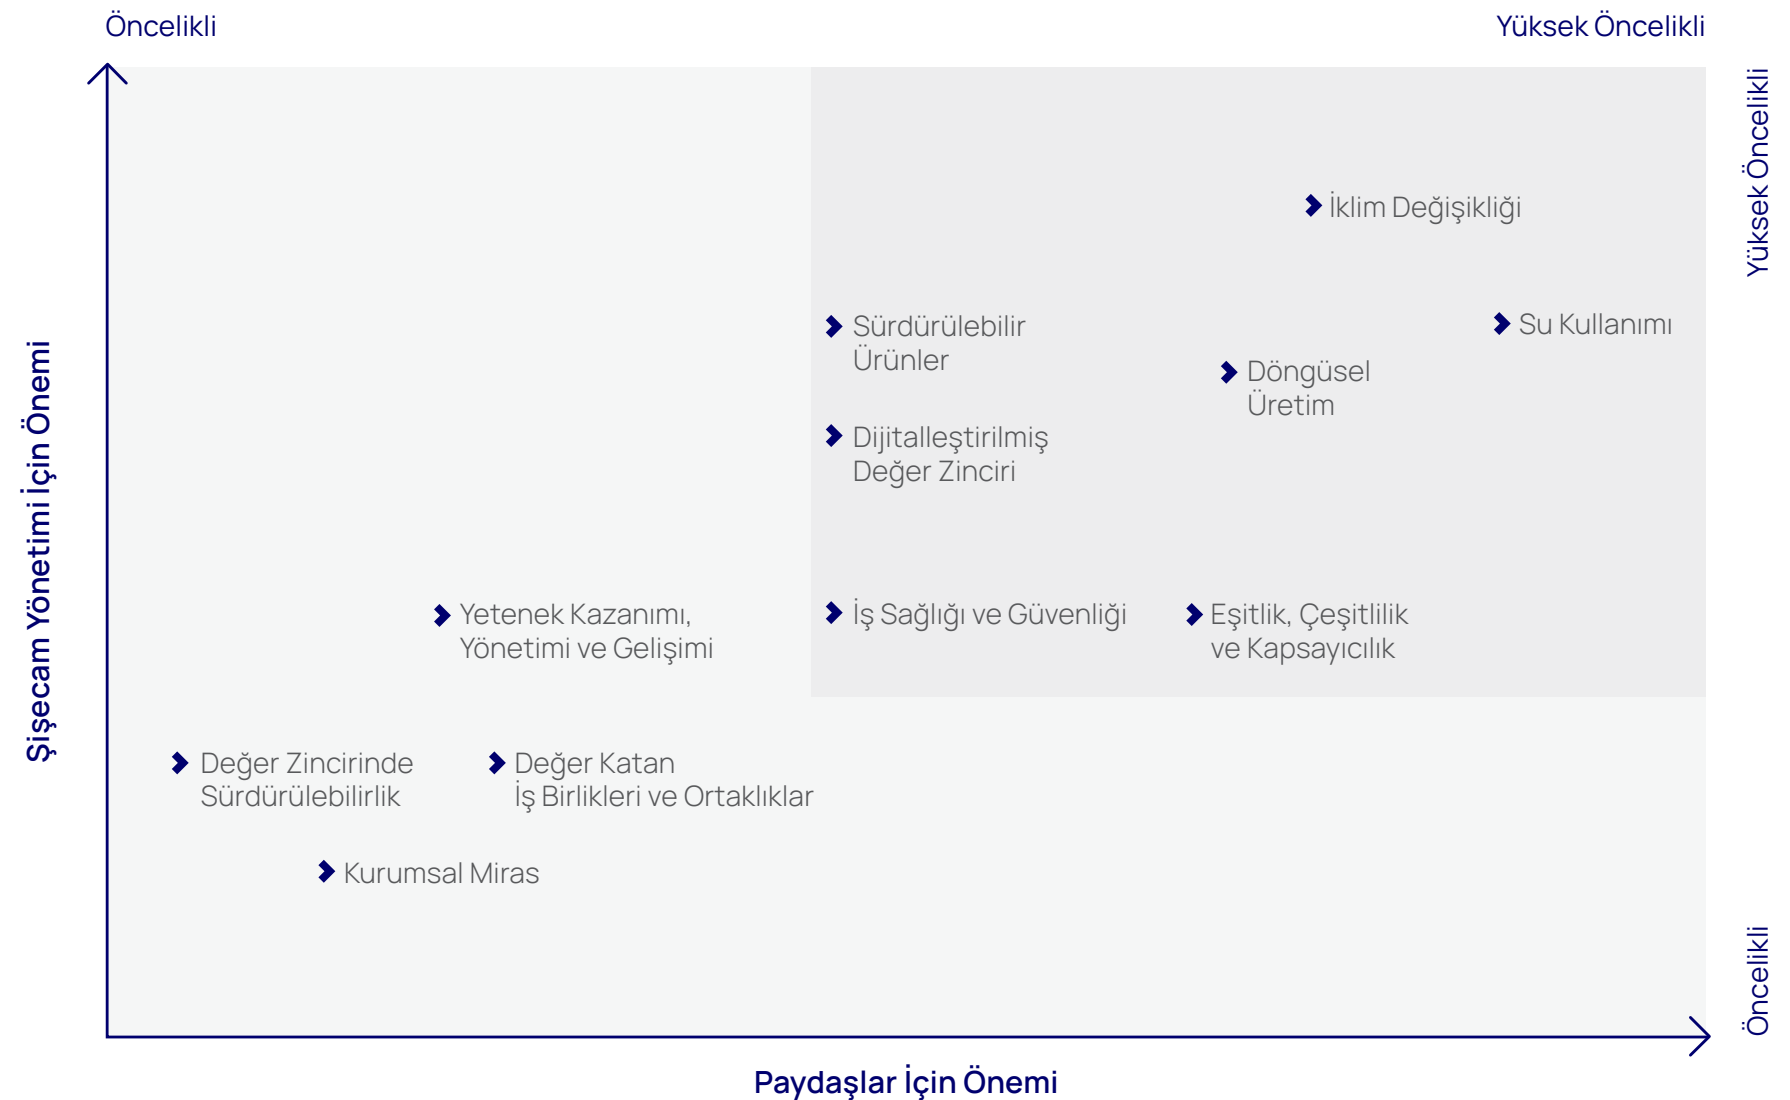 Öncelikli
Yüksek Öncelikli
Yüksek Öncelikli
İklim Değişikliği
Sürdürülebilir
Ürünler
Su Kullanımı
Döngüsel
Üretim
Dijitalleştirilmiş
Değer Zinciri
Şişecam Yönetimi İçin Önemi
Yetenek Kazanımı,
Yönetimi ve Gelişimi
İş Sağlığı ve Güvenliği
Eşitlik, Çeşitlilik
ve Kapsayıcılık
Değer Zincirinde
Sürdürülebilirlik
Değer Katan
İş Birlikleri ve Ortaklıklar
Kurumsal Miras
Öncelikli
Paydaşlar İçin Önemi